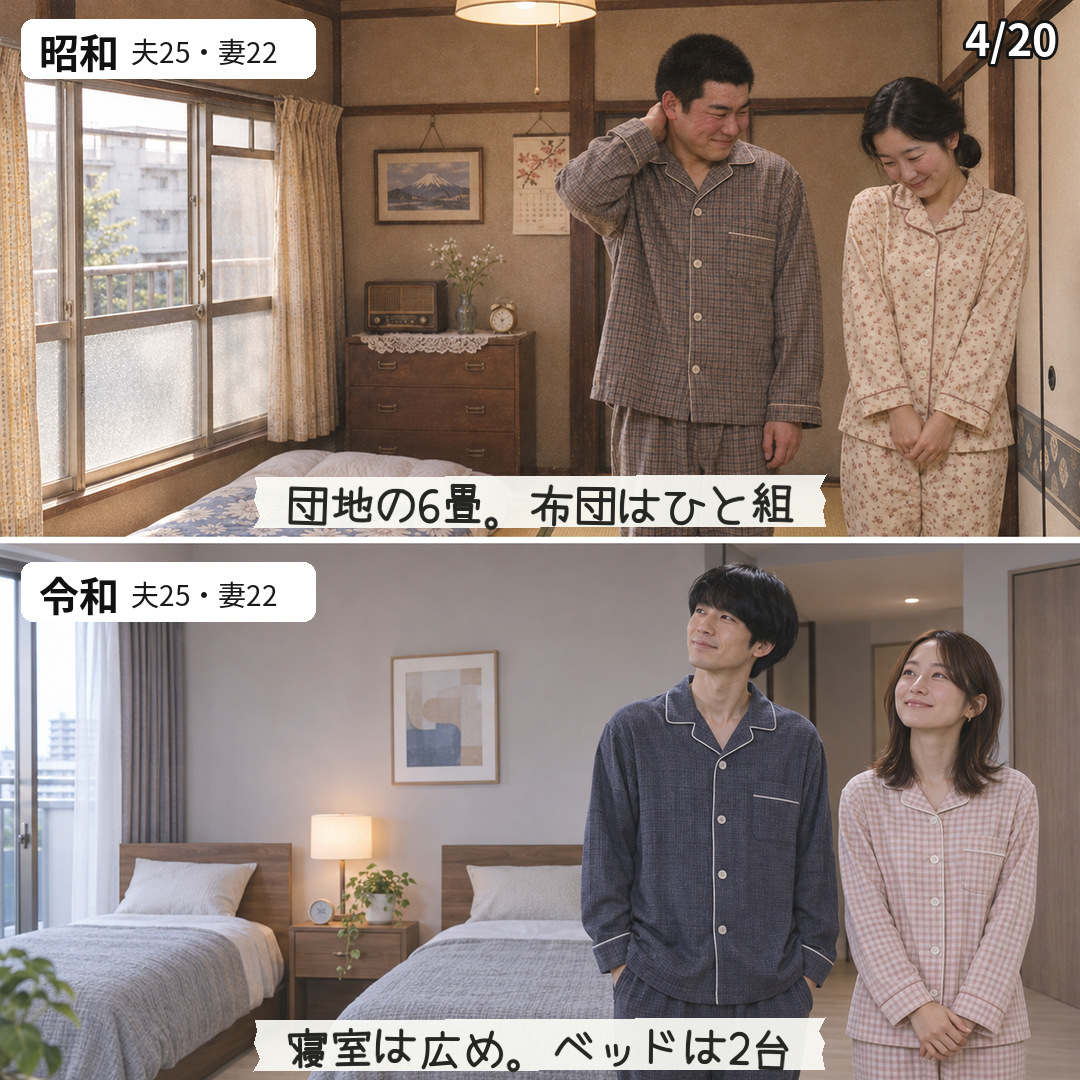 昭和 夫25・妻22
4/20
団地の6畳。布団はひと組
令和 夫25・妻22
寝室は広め。ベッドは2台